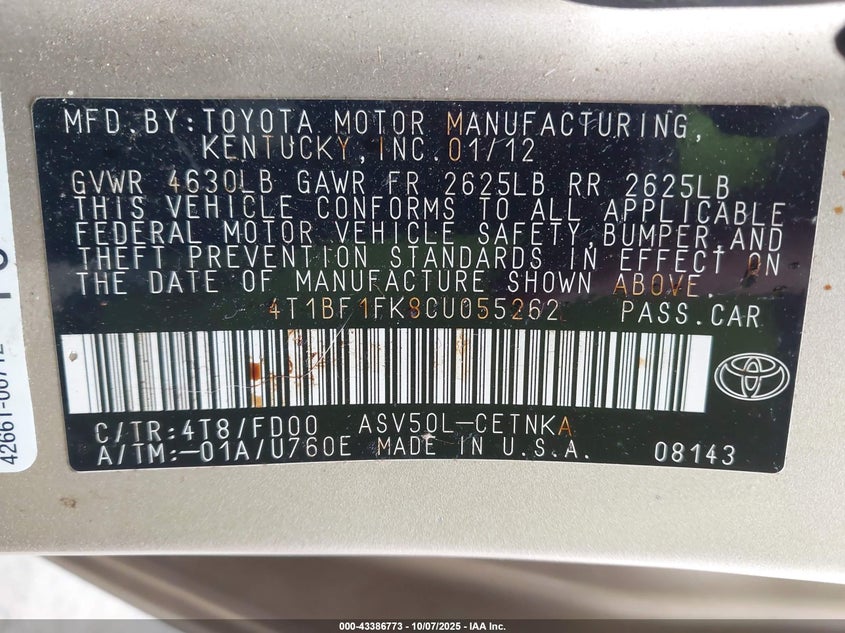 MFD.BY:TOYOTA MOTOR MANUFACTURING,
KENTUCKY,INC.01/12
GVWR 4630LB GAWR FR 2625LB RR 2625LB
THIS VEHICLE CONFORMS TO ALL APPLICABLE
FEDERAL MOTOR VEHICLE SAFETY,BUMPER,AND
THEFT PREVENTION STANDARDS IN EFFECT ON
THE DATE OF MANUFACTURE SHOWN ABOVE.
4T1BF1FK8CU055262 PASS.CAR
C/TR:4T8/FD00 ASV50L-CETNKA
A/TM:-01A/U760E MADE IN U.S.A. 08143
000-43386773 - 10/07/2025 - IAA Inc.